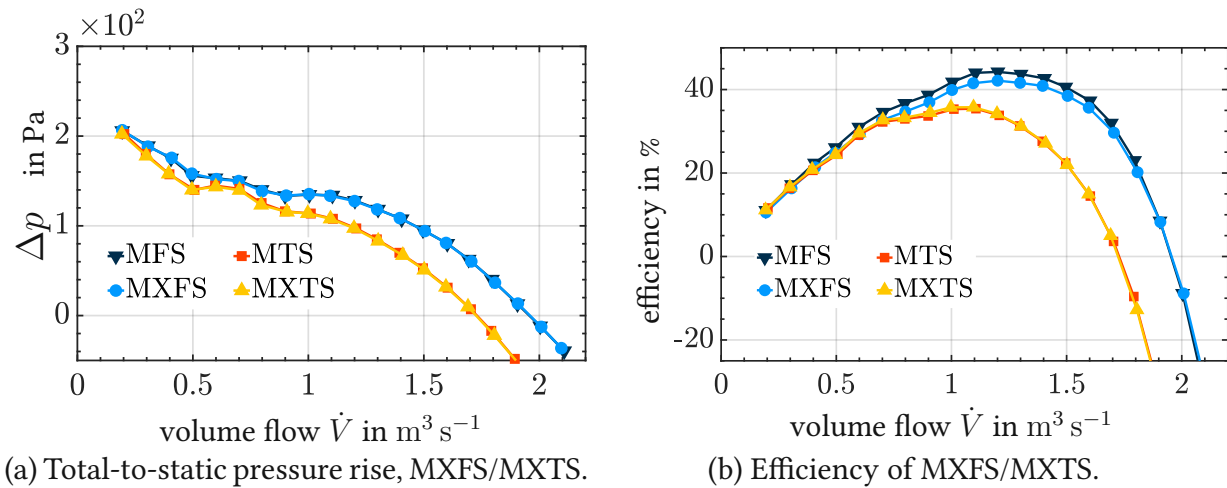 ×10²
3
2
1
0
Δp in Pa
MFS
MTS
MXFS
MXTS
0
0.5
1
1.5
2
volume flow V̇ in m³ s⁻¹
(a) Total-to-static pressure rise, MXFS/MXTS.
40
20
0
-20
efficiency in %
MFS
MTS
MXFS
MXTS
0
0.5
1
1.5
2
volume flow V̇ in m³ s⁻¹
(b) Efficiency of MXFS/MXTS.